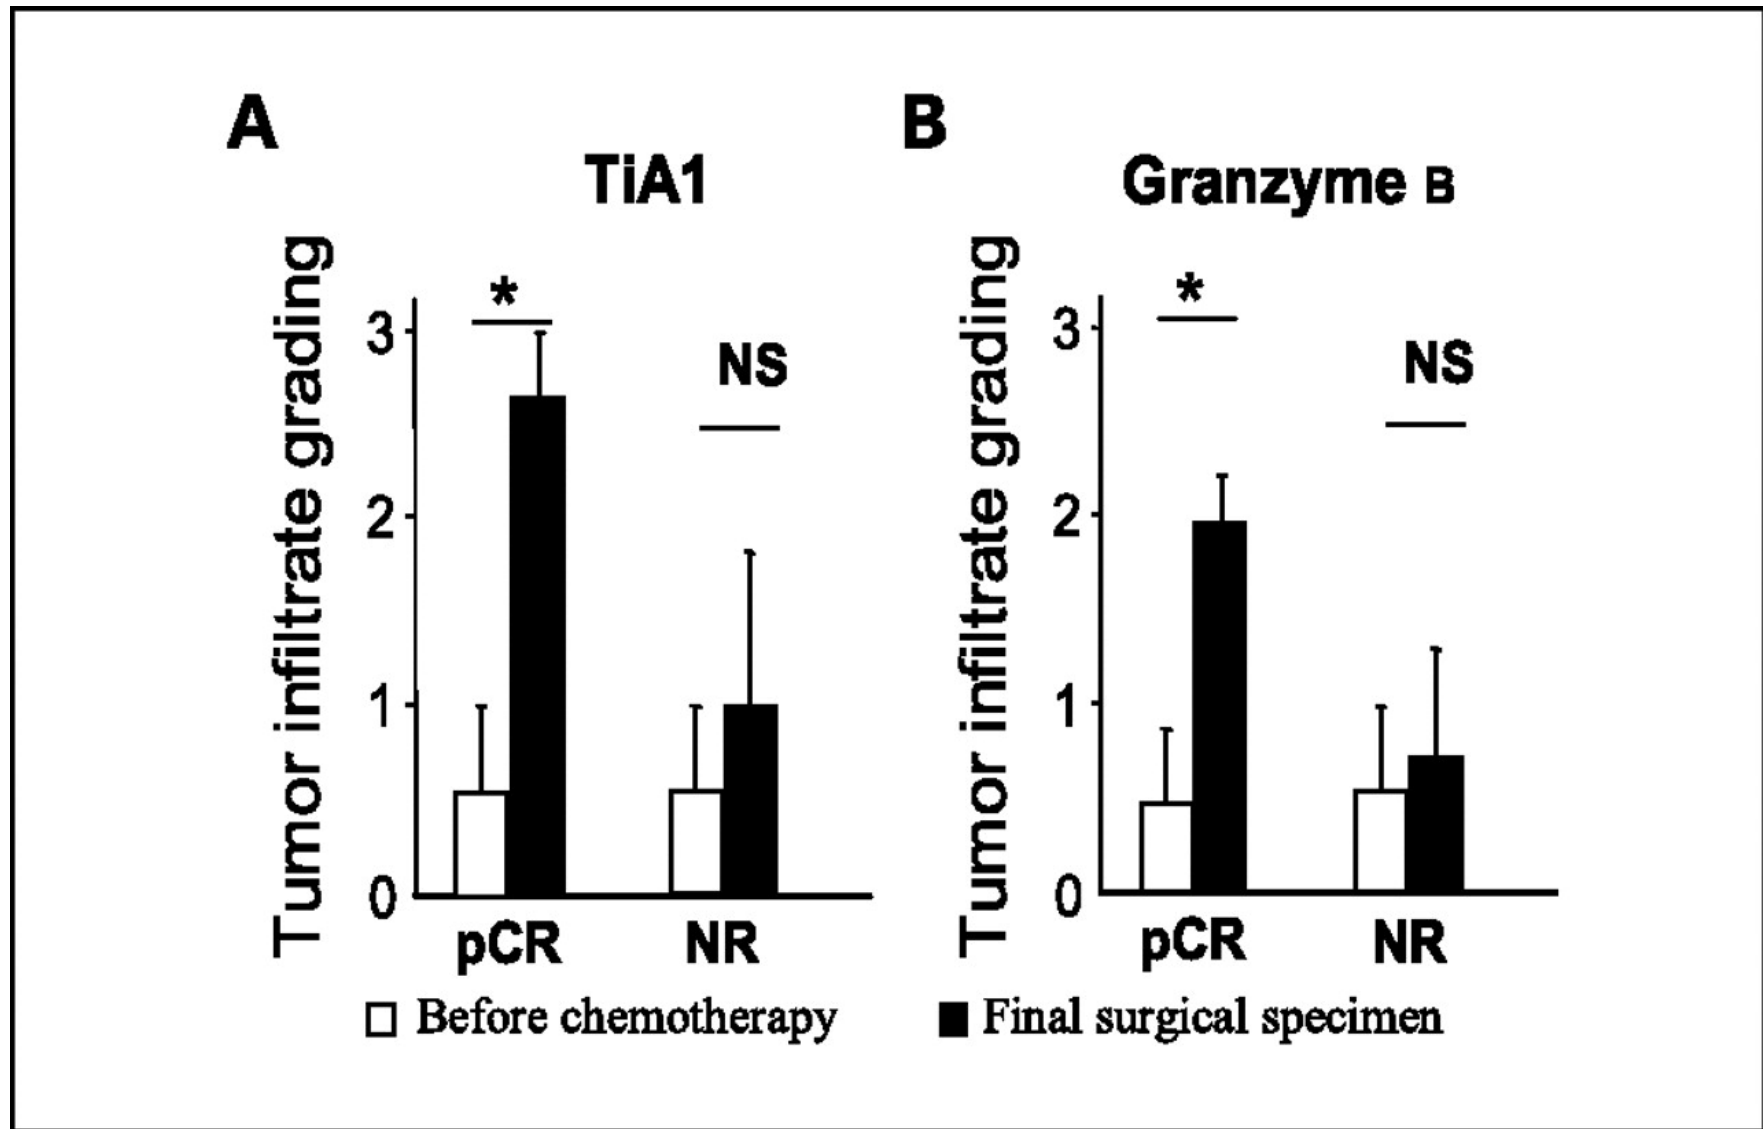 A
TiA1
Tumor infiltrate grading
3
2
1
0
*
NS
pCR NR
B
Granzyme B
Tumor infiltrate grading
3
2
1
0
*
NS
pCR NR
Before chemotherapy
Final surgical specimen